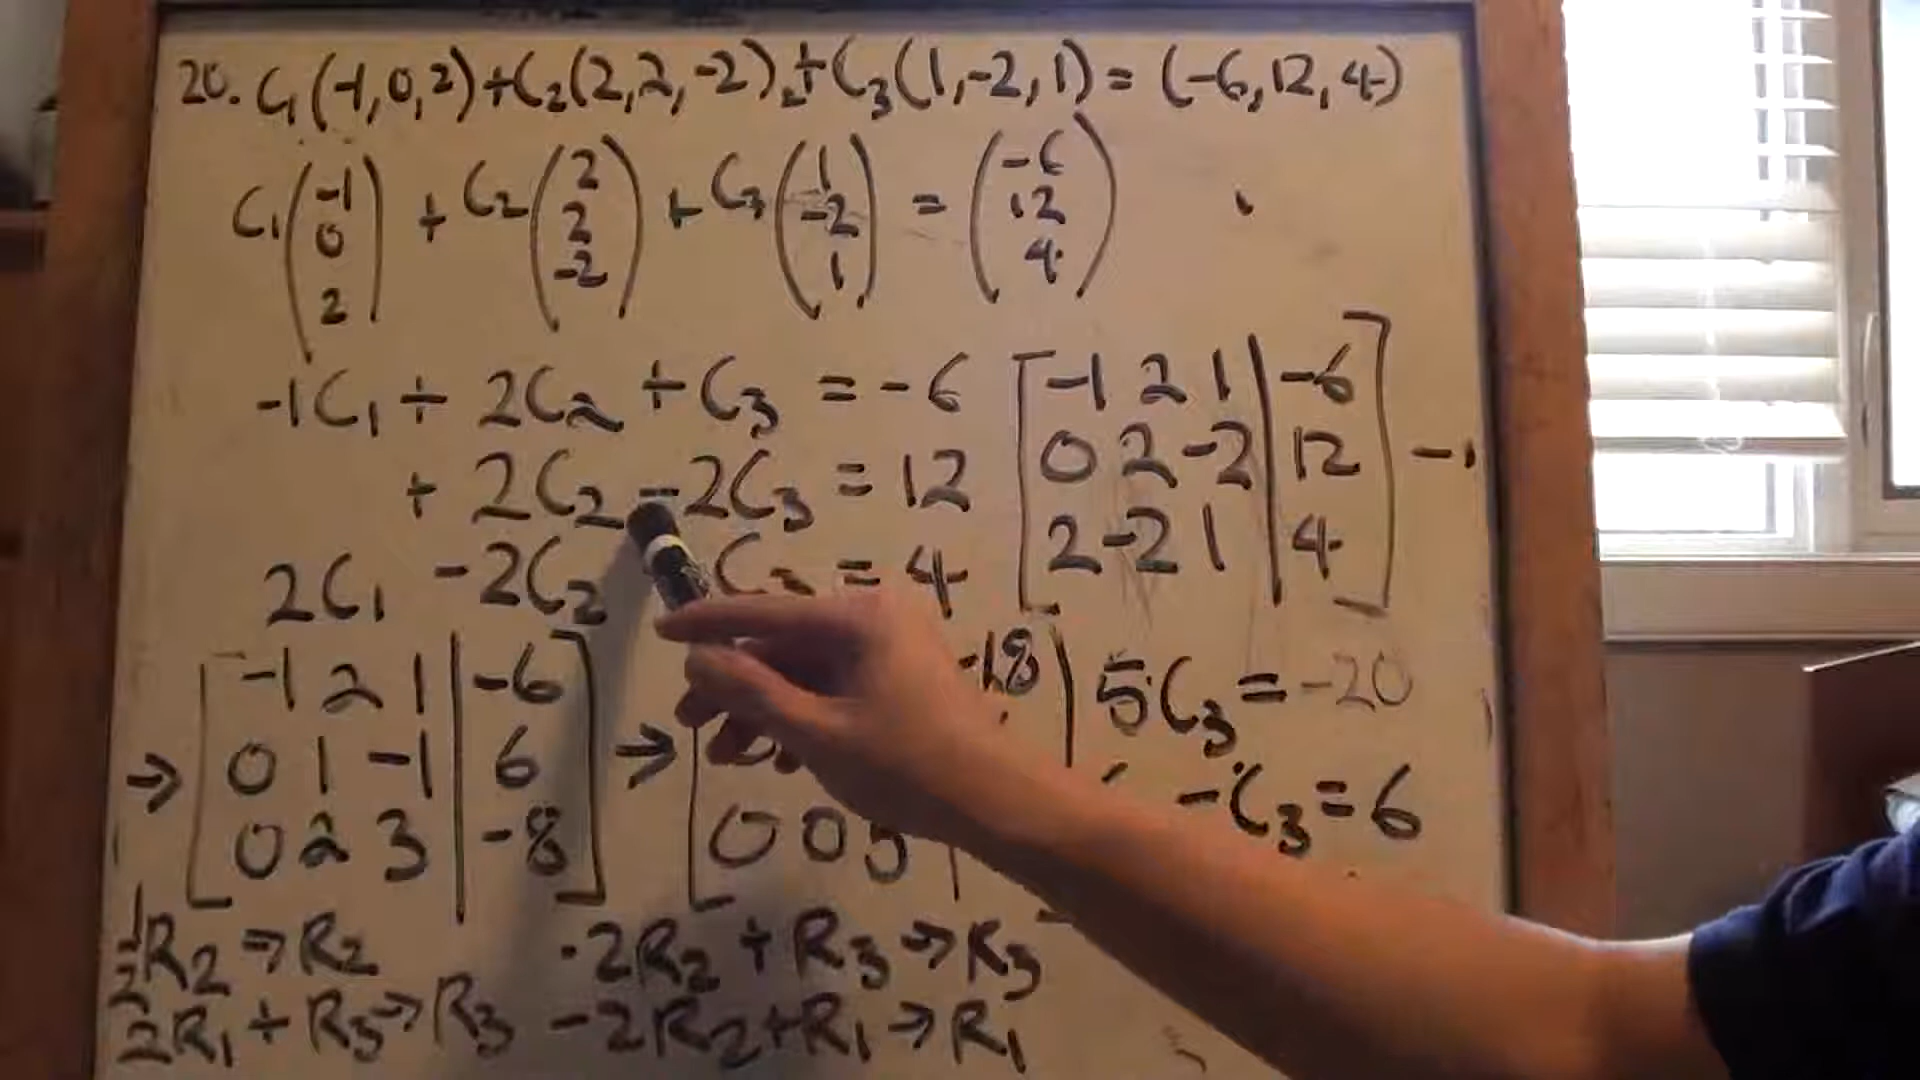 20. C₁(-1,0,2)+C₂(2,2,-2)+C₃(1,-2,1)=(-6,12,4)
C₁(-1 0 2) + C₂(2 2 -2) + C₃(1 -2 1) = (-6 12 4)
-1C₁ + 2C₂ + C₃ = -6
+ 2C₂ - 2C₃ = 12
2C₁ -2C₂ C₃ = 4
[-1 2 1 | -6]
[0 2 -2 | 12]
[2 -2 1 | 4]
→ [-1 2 1 | -6]
[0 1 -1 | 6]
[0 2 3 | -8]
→ [ -18
0
0 0 5 |
5C₃ = -20
-C₃ = 6
½R₂ → R₂
2R₁ + R₃ → R₃
-2R₂ + R₃ → R₃
-2R₂ + R₁ → R₁